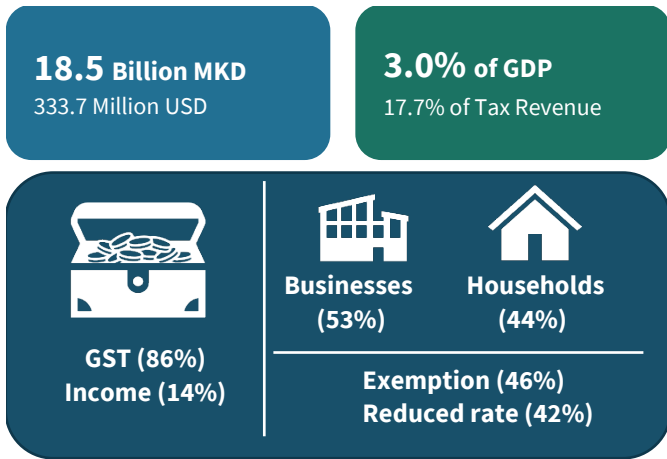 18.5 Billion MKD
333.7 Million USD
3.0% of GDP
17.7% of Tax Revenue
GST (86%)
Income (14%)
Businesses
(53%)
Households
(44%)
Exemption (46%)
Reduced rate (42%)